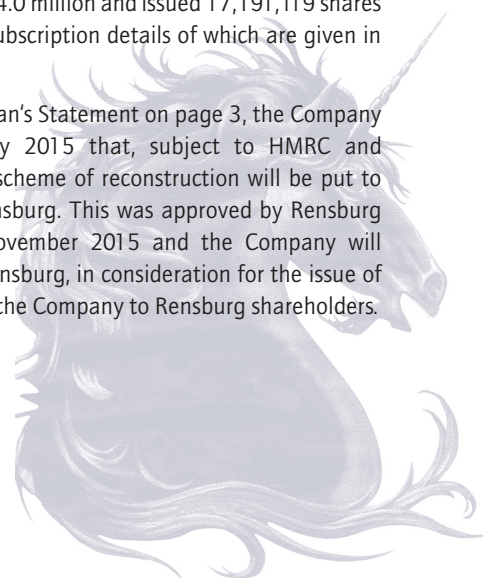 4.0 million and issued 17,191,119 shares
ubscription details of which are given in
an's Statement on page 3, the Company
y 2015 that, subject to HMRC and
scheme of reconstruction will be put to
nsburg. This was approved by Rensburg
ovember 2015 and the Company will
ensburg, in consideration for the issue of
the Company to Rensburg shareholders.